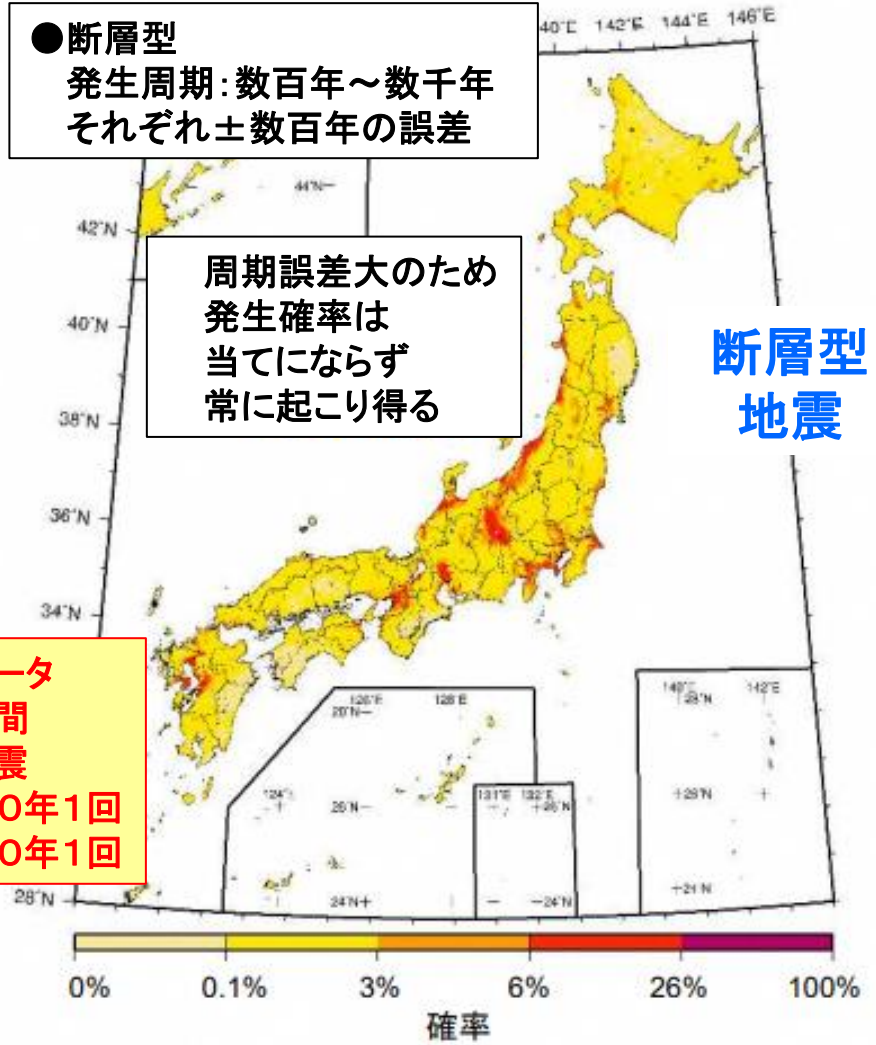 ●断層型
発生周期:数百年～数千年
それぞれ±数百年の誤差
142°E 144°E 146°E
44°N
42°N
周期誤差大のため
発生確率は
当てにならず
常に起こり得る
40°N
断層型
地震
38°N
36°N
34°N
ータ
間
震
0年1回
0年1回
126°E 128°E
140°E 142°E
28°N
124°E
26°N
131°E 132°E
26°N
26°N
28°N
24°N
24°N
0% 0.1% 3% 6% 26% 100%
確率